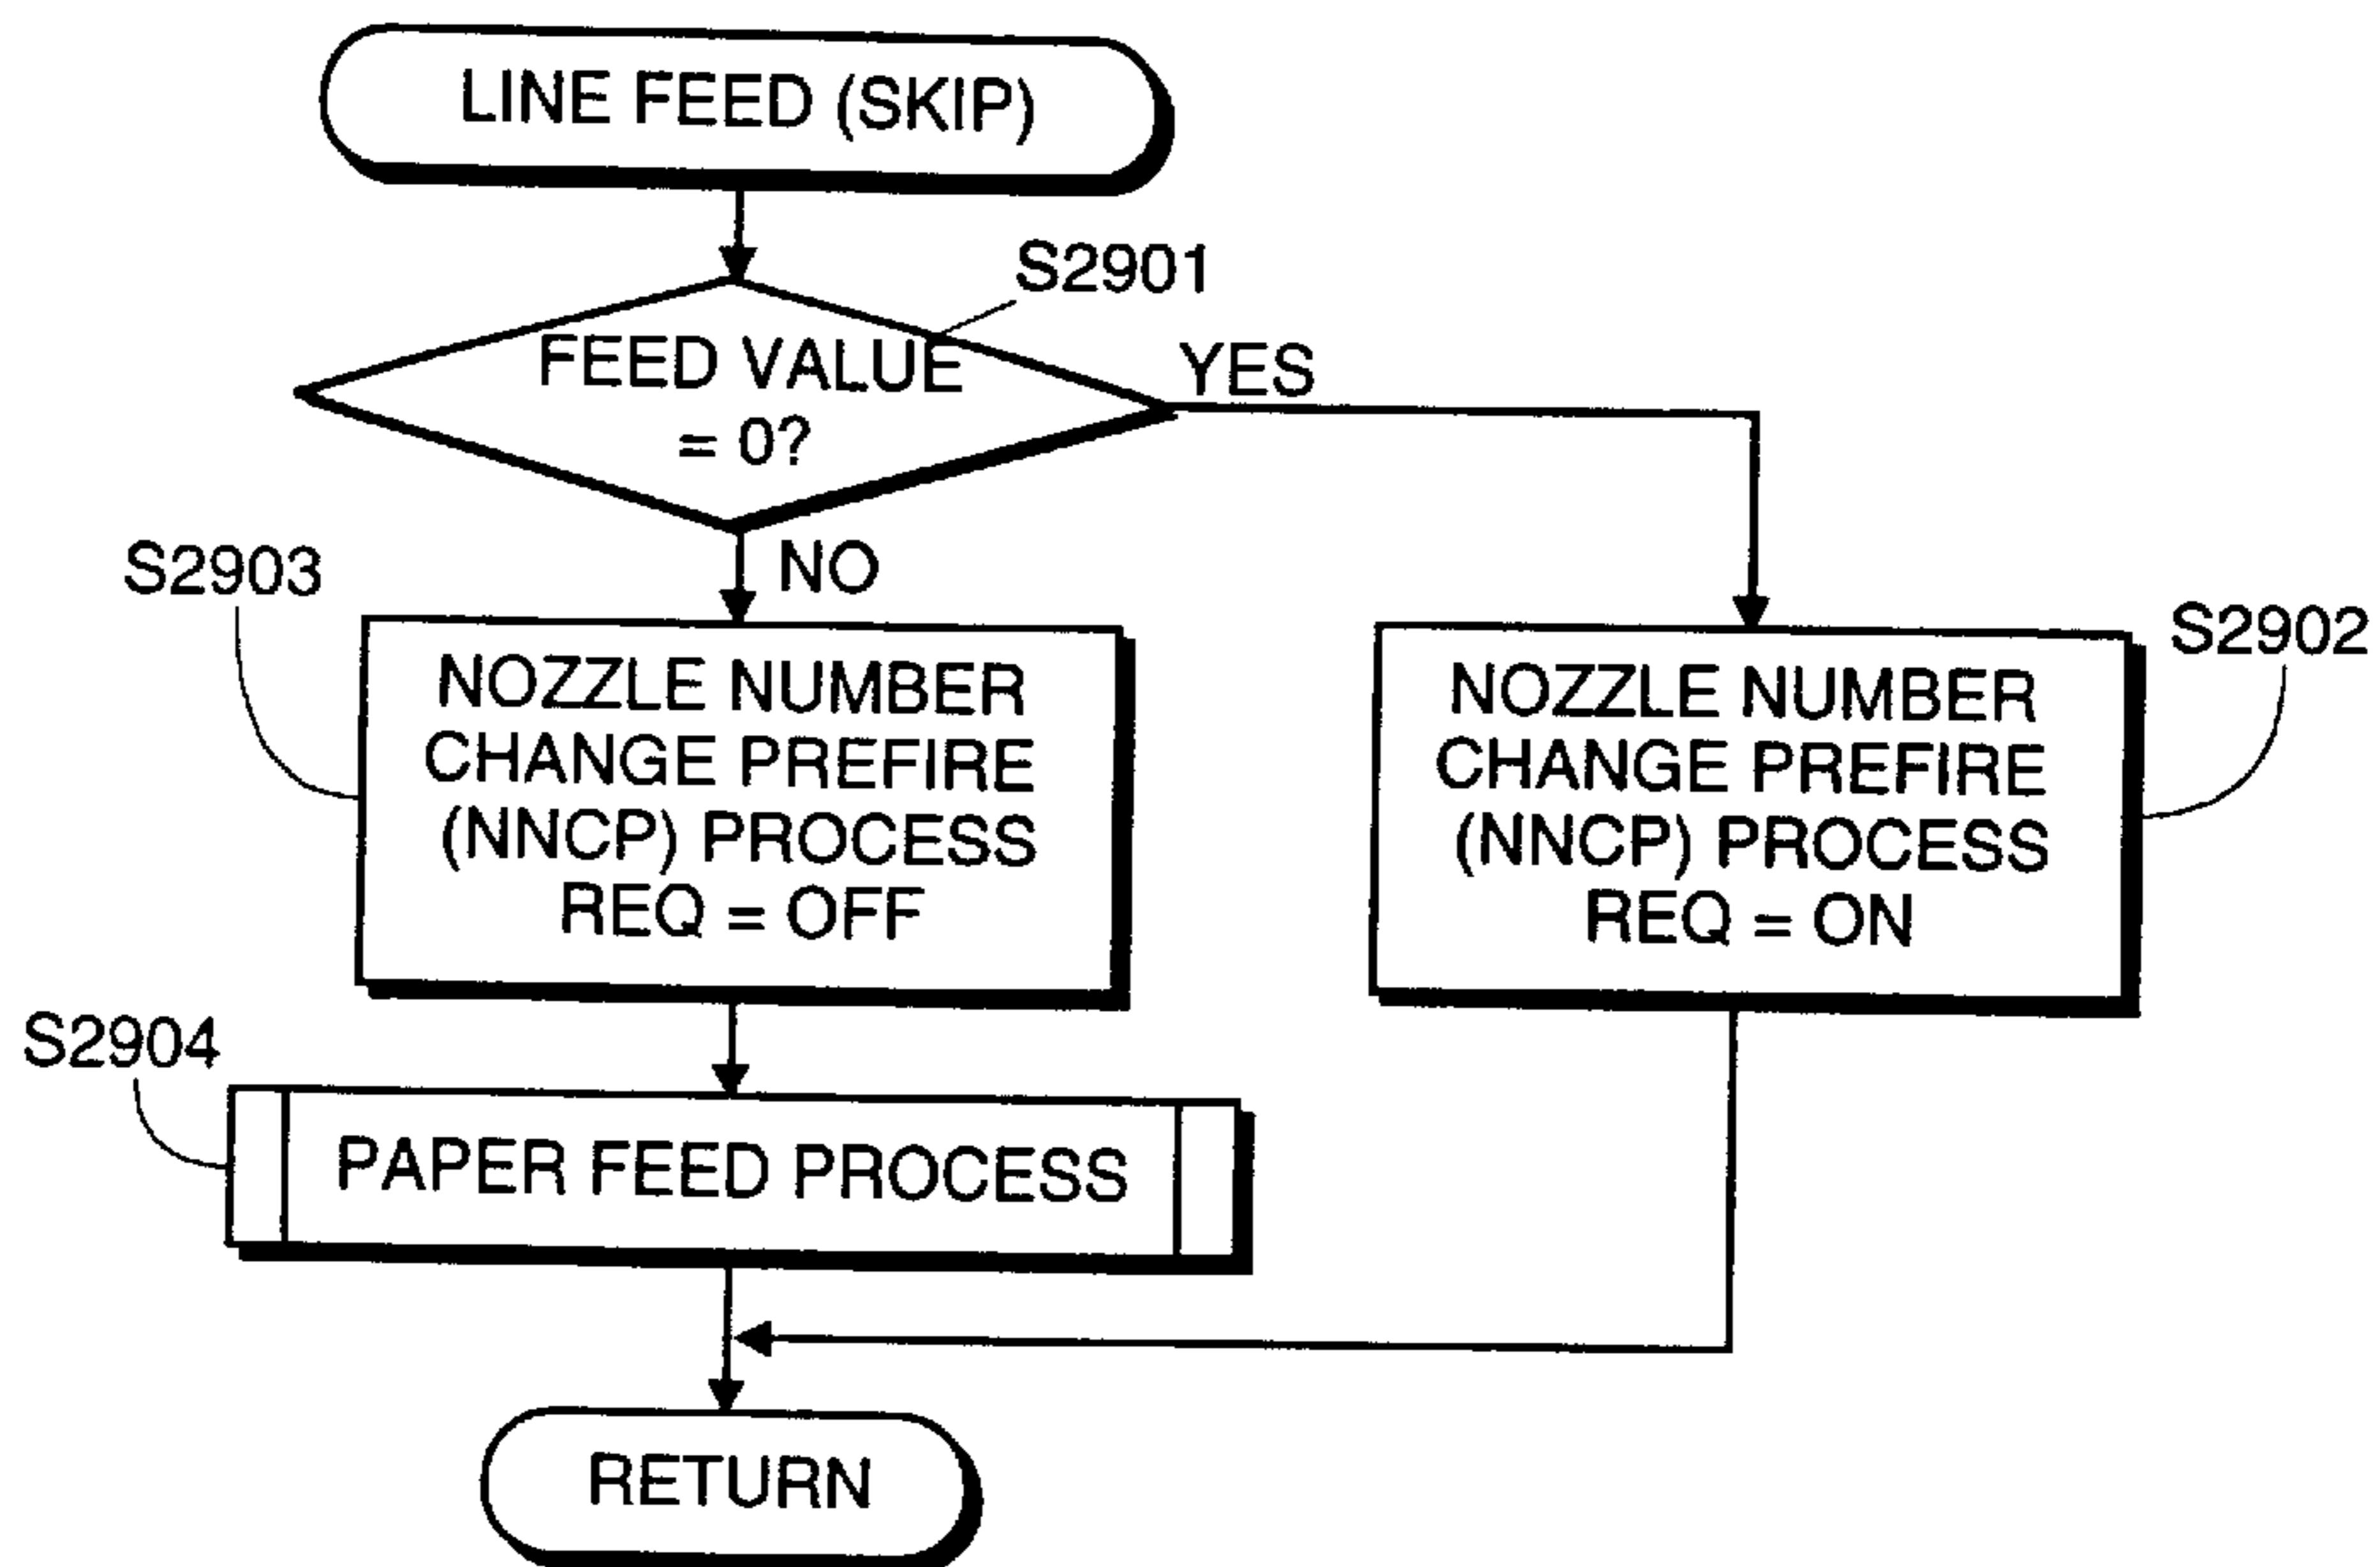 LINE FEED (SKIP)
S2901
FEED VALUE
= 0?
YES
NO
S2903
NOZZLE NUMBER
CHANGE PREFIRE
(NNCP) PROCESS
REQ = OFF
S2902
NOZZLE NUMBER
CHANGE PREFIRE
(NNCP) PROCESS
REQ = ON
S2904
PAPER FEED PROCESS
RETURN